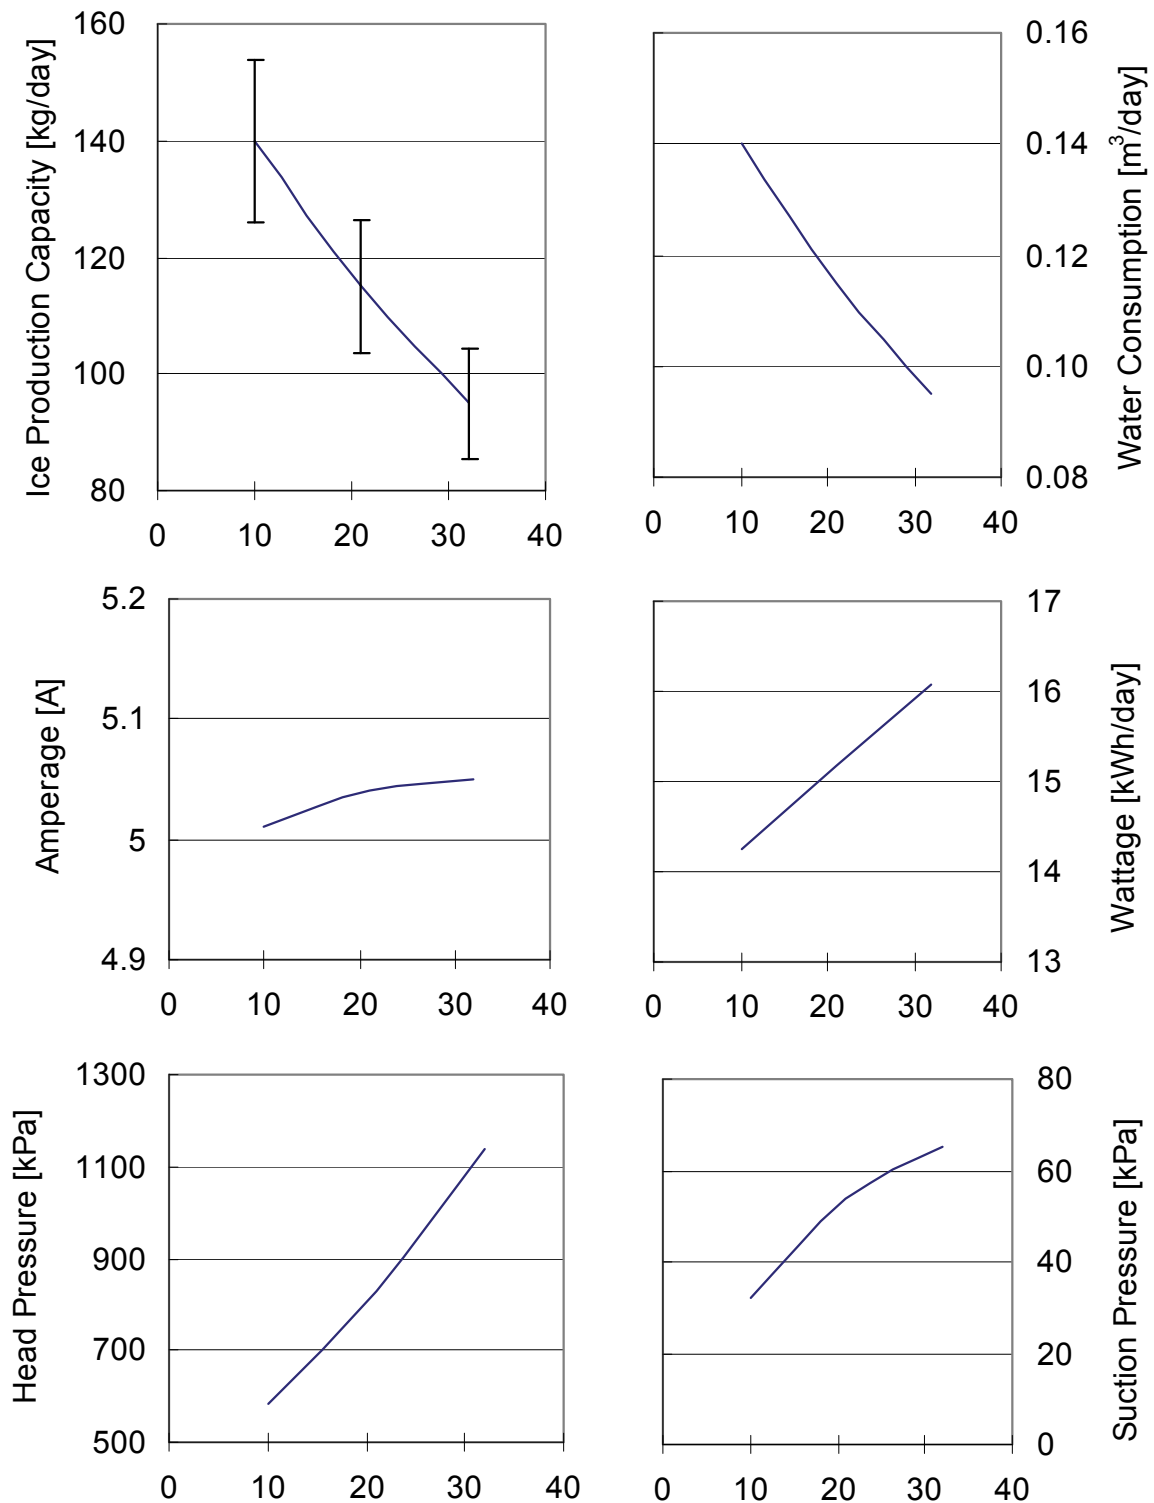 Ice Production Capacity [kg/day]
160
140
120
100
80
0 10 20 30 40
Water Consumption [m³/day]
0.16
0.14
0.12
0.10
0.08
0 10 20 30 40
Amperage [A]
5.2
5.1
5
4.9
0 10 20 30 40
Wattage [kWh/day]
17
16
15
14
13
0 10 20 30 40
Head Pressure [kPa]
1300
1100
900
700
500
0 10 20 30 40
Suction Pressure [kPa]
80
60
40
20
0
0 10 20 30 40